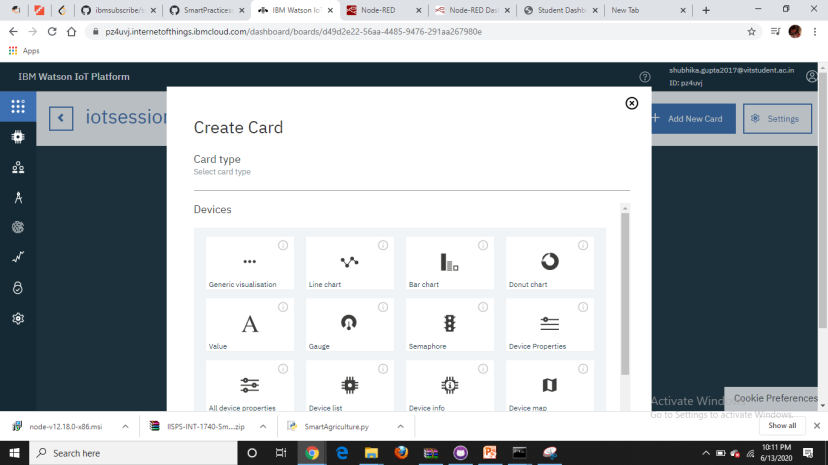 ibmsubscribe/s
SmartPractices
IBM Watson Io
Node-RED
Node-RED Das
Student Dashb
New Tab
pz4uvj.internetofthings.ibmcloud.com/dashboard/boards/d49d2e22-56aa-4485-9476-291aa267980e
Apps
IBM Watson IoT Platform
shubhika.gupta2017@vitstudent.ac.in
ID: pz4uvj
iotsession
Add New Card
Settings
Create Card
Card type
Select card type
Devices
Generic visualisation
Line chart
Bar chart
Donut chart
Value
Gauge
Semaphore
Device Properties
All device properties
Device list
Device info
Device map
Activate Wind
Go to Settings to activate Windows.
Cookie Preferences
node-v12.18.0-x86.msi
IISPS-INT-1740-Sm....zip
SmartAgriculture.py
Show all
Search here
10:11 PM
6/13/2020